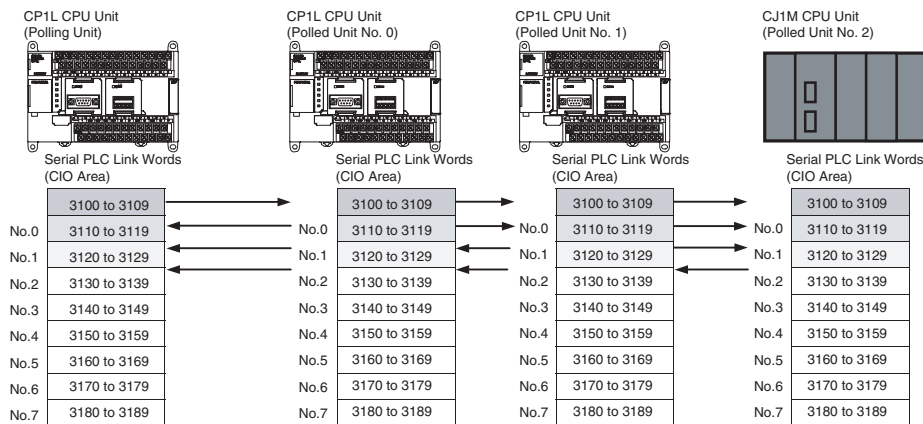 CP1L CPU Unit
(Polling Unit)
CP1L CPU Unit
(Polled Unit No. 0)
CP1L CPU Unit
(Polled Unit No. 1)
CJ1M CPU Unit
(Polled Unit No. 2)
Serial PLC Link Words
(CIO Area)
3100 to 3109
No.0 3110 to 3119
No.1 3120 to 3129
No.2 3130 to 3139
No.3 3140 to 3149
No.4 3150 to 3159
No.5 3160 to 3169
No.6 3170 to 3179
No.7 3180 to 3189
Serial PLC Link Words
(CIO Area)
3100 to 3109
No.0 3110 to 3119
No.1 3120 to 3129
No.2 3130 to 3139
No.3 3140 to 3149
No.4 3150 to 3159
No.5 3160 to 3169
No.6 3170 to 3179
No.7 3180 to 3189
Serial PLC Link Words
(CIO Area)
3100 to 3109
No.0 3110 to 3119
No.1 3120 to 3129
No.2 3130 to 3139
No.3 3140 to 3149
No.4 3150 to 3159
No.5 3160 to 3169
No.6 3170 to 3179
No.7 3180 to 3189
Serial PLC Link Words
(CIO Area)
3100 to 3109
No.0 3110 to 3119
No.1 3120 to 3129
No.2 3130 to 3139
No.3 3140 to 3149
No.4 3150 to 3159
No.5 3160 to 3169
No.6 3170 to 3179
No.7 3180 to 3189